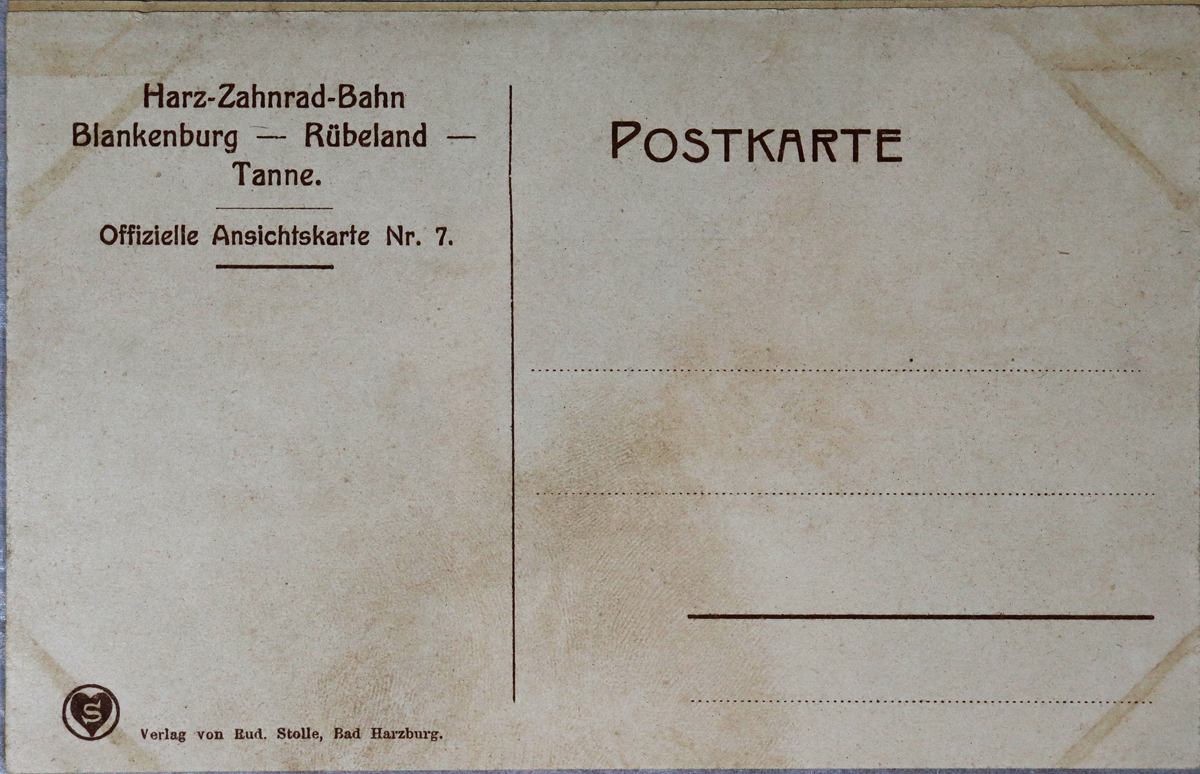 Harz-Zahnrad-Bahn
Blankenburg — Rübeland —
Tanne.
Offizielle Ansichtskarte Nr. 7.
POSTKARTE
S
Verlag von Rud. Stolle, Bad Harzburg.